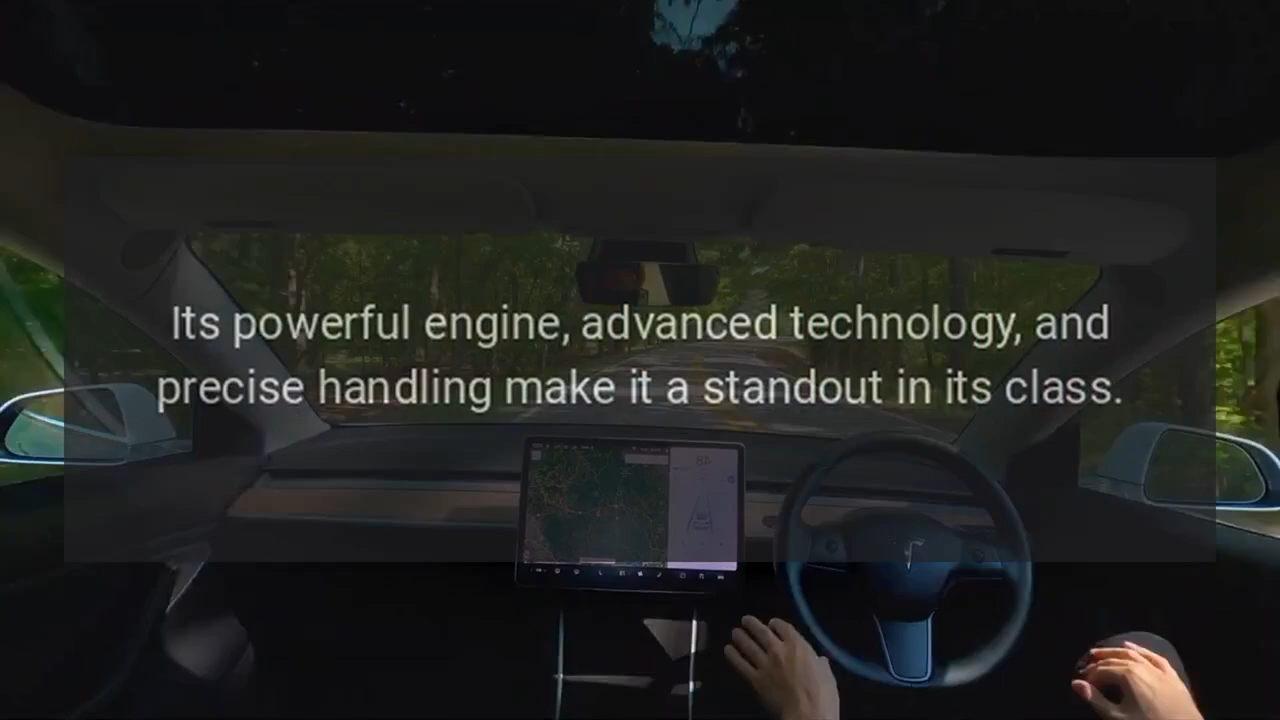 Its powerful engine, advanced technology, and
precise handling make it a standout in its class.